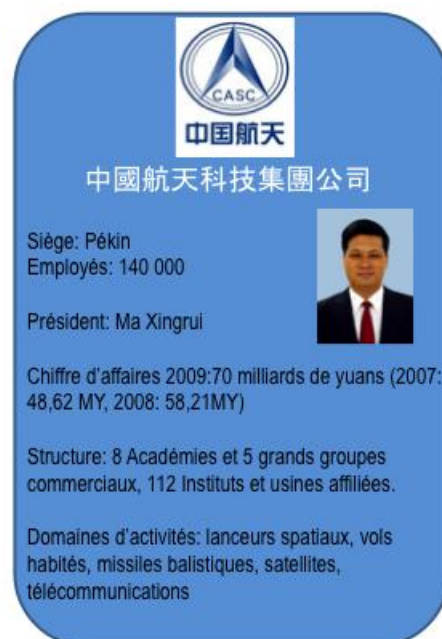 CASC
中国航天
中國航天科技集團公司
Siège: Pékin
Employés: 140 000
Président: Ma Xingrui
Chiffre d'affaires 2009:70 milliards de yuans (2007:
48,62 MY, 2008: 58,21MY)
Structure: 8 Académies et 5 grands groupes
commerciaux, 112 Instituts et usines affiliées.
Domaines d'activités: lanceurs spatiaux, vols
habités, missiles balistiques, satellites,
télécommunications